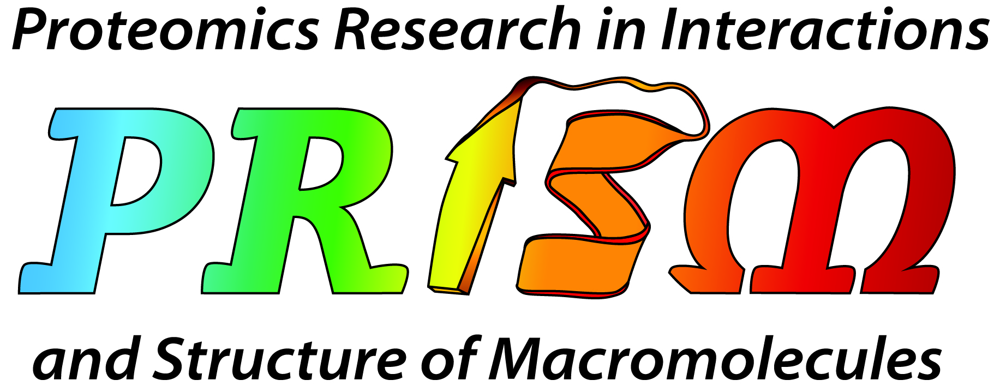 Proteomics Research in Interactions
PRISM
and Structure of Macromolecules